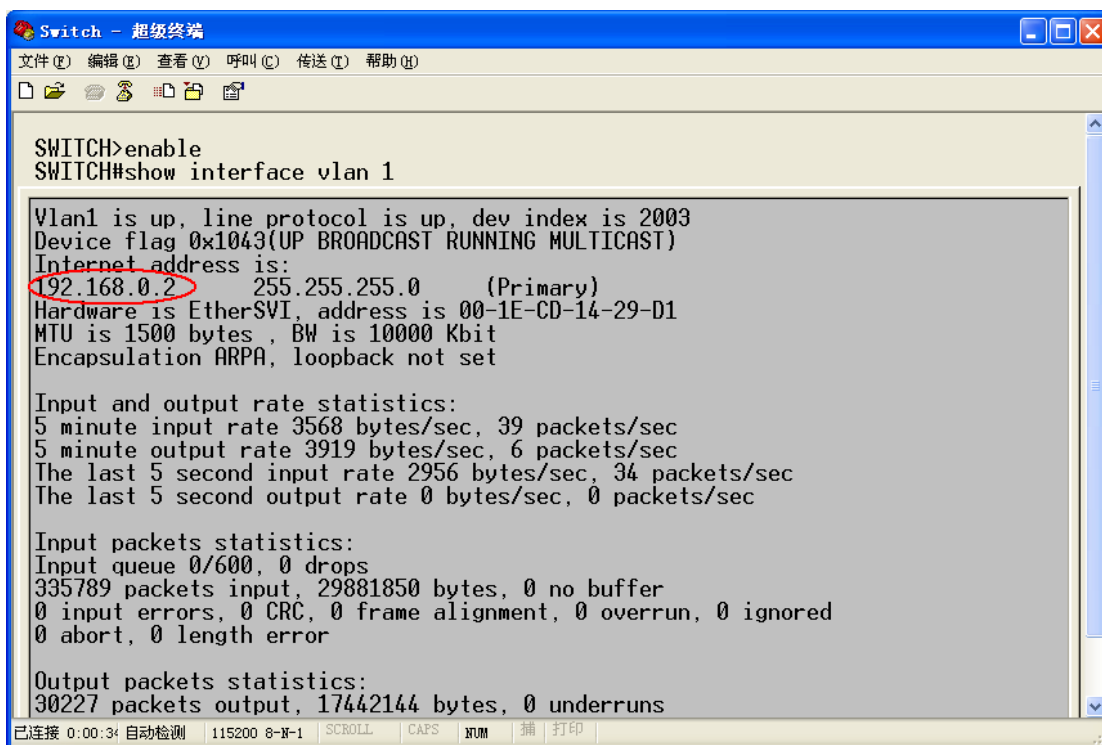 Switch - 超级终端
文件(F) 编辑(E) 查看(V) 呼叫(C) 传送(T) 帮助(H)
SWITCH>enable
SWITCH#show interface vlan 1
Vlan1 is up, line protocol is up, dev index is 2003
Device flag 0x1043(UP BROADCAST RUNNING MULTICAST)
Internet address is:
192.168.0.2 255.255.255.0 (Primary)
Hardware is EtherSVI, address is 00-1E-CD-14-29-D1
MTU is 1500 bytes , BW is 10000 Kbit
Encapsulation ARPA, loopback not set
Input and output rate statistics:
5 minute input rate 3568 bytes/sec, 39 packets/sec
5 minute output rate 3919 bytes/sec, 6 packets/sec
The last 5 second input rate 2956 bytes/sec, 34 packets/sec
The last 5 second output rate 0 bytes/sec, 0 packets/sec
Input packets statistics:
Input queue 0/600, 0 drops
335789 packets input, 29881850 bytes, 0 no buffer
0 input errors, 0 CRC, 0 frame alignment, 0 overrun, 0 ignored
0 abort, 0 length error
Output packets statistics:
30227 packets output, 17442144 bytes, 0 underruns
已连接 0:00:34 自动检测 115200 8-N-1 SCROLL CAPS NUM 捕 打印